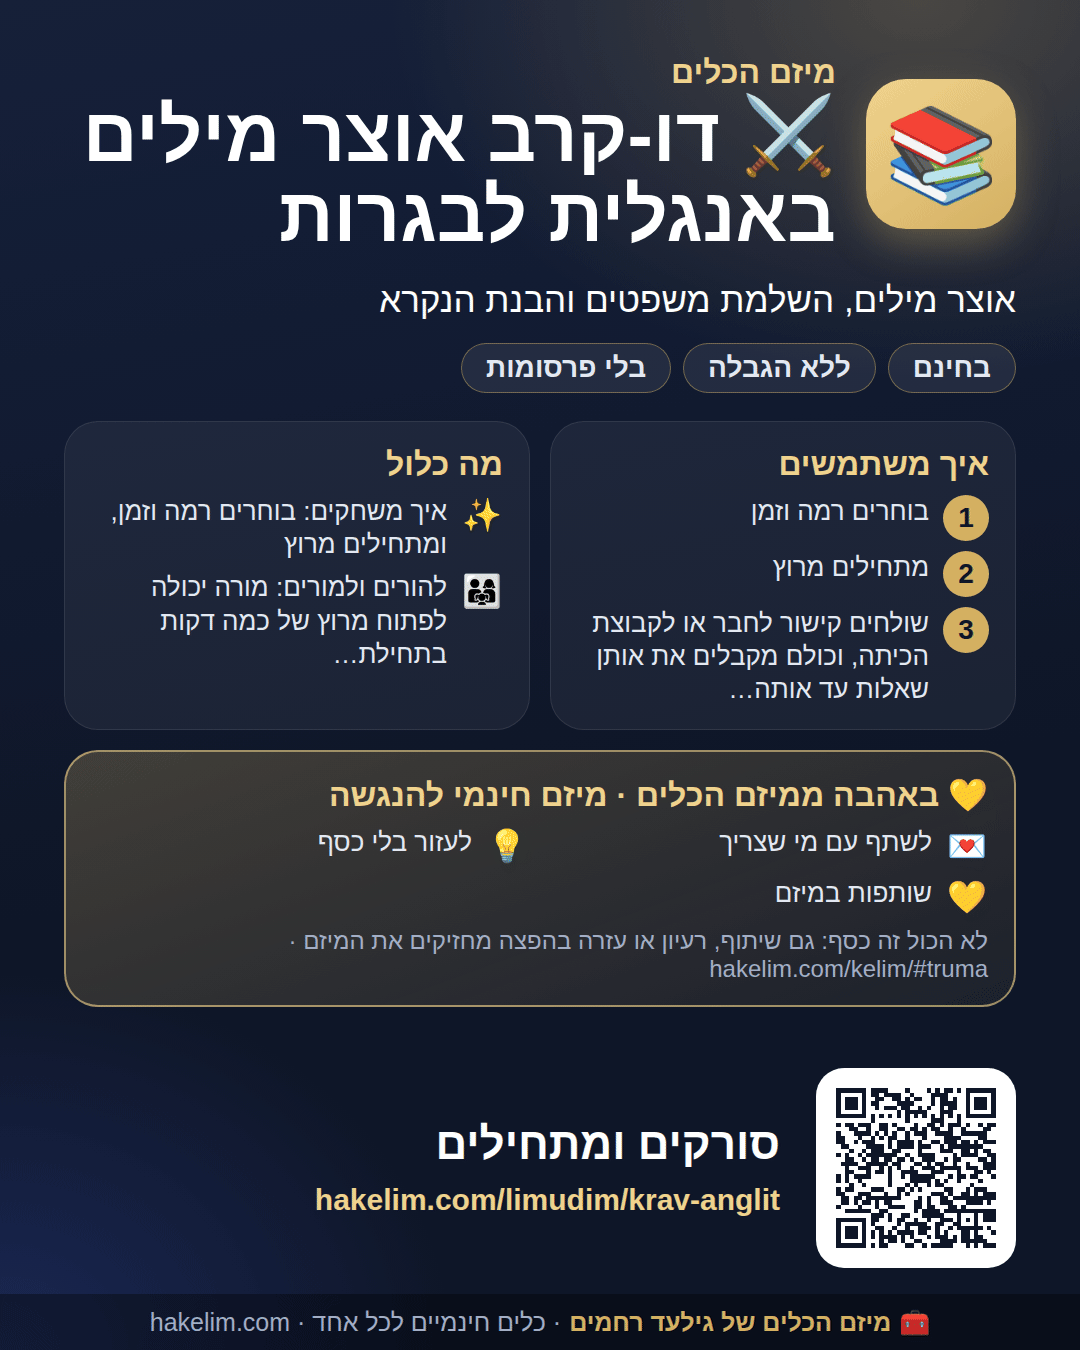 מיזם הכלים
⚔️ דו-קרב אוצר מילים
באנגלית לבגרות
אוצר מילים, השלמת משפטים והבנת הנקרא
בחינם
ללא הגבלה
בלי פרסומות
איך משתמשים
1 בוחרים רמה וזמן
2 מתחילים מרוץ
3 שולחים קישור לחבר או לקבוצת
הכיתה, וכולם מקבלים את אותן
שאלות עד אותה…
מה כלול
✨ איך משחקים: בוחרים רמה וזמן,
ומתחילים מרוץ
להורים ולמורים: מורה יכולה
לפתוח מרוץ של כמה דקות
בתחילת…
💛 באהבה ממיזם הכלים · מיזם חינמי להנגשה
💌 לשתף עם מי שצריך
💡 לעזור בלי כסף
💛 שותפות במיזם
לא הכול זה כסף: גם שיתוף, רעיון או עזרה בהפצה מחזיקים את המיזם ·
hakelim.com/kelim/#truma
סורקים ומתחילים
hakelim.com/limudim/krav-anglit
🧰 מיזם הכלים של גילעד רחמים · כלים חינמיים לכל אחד · hakelim.com